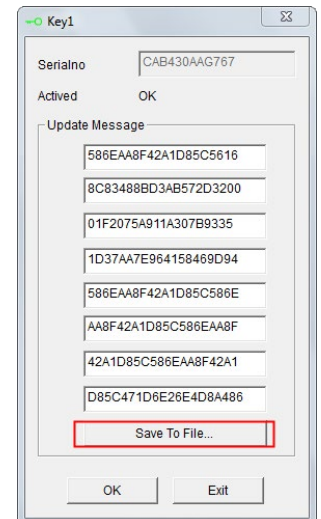 Key1
Serialno CAB430AAG767
Actived OK
Update Message
586EAA8F42A1D85C5616
8C83488BD3AB572D3200
01F2075A911A307B9335
1D37AA7E964158469D94
586EAA8F42A1D85C586E
AA8F42A1D85C586EAA8F
42A1D85C586EAA8F42A1
D85C471D6E26E4D8A486
Save To File...
OK Exit